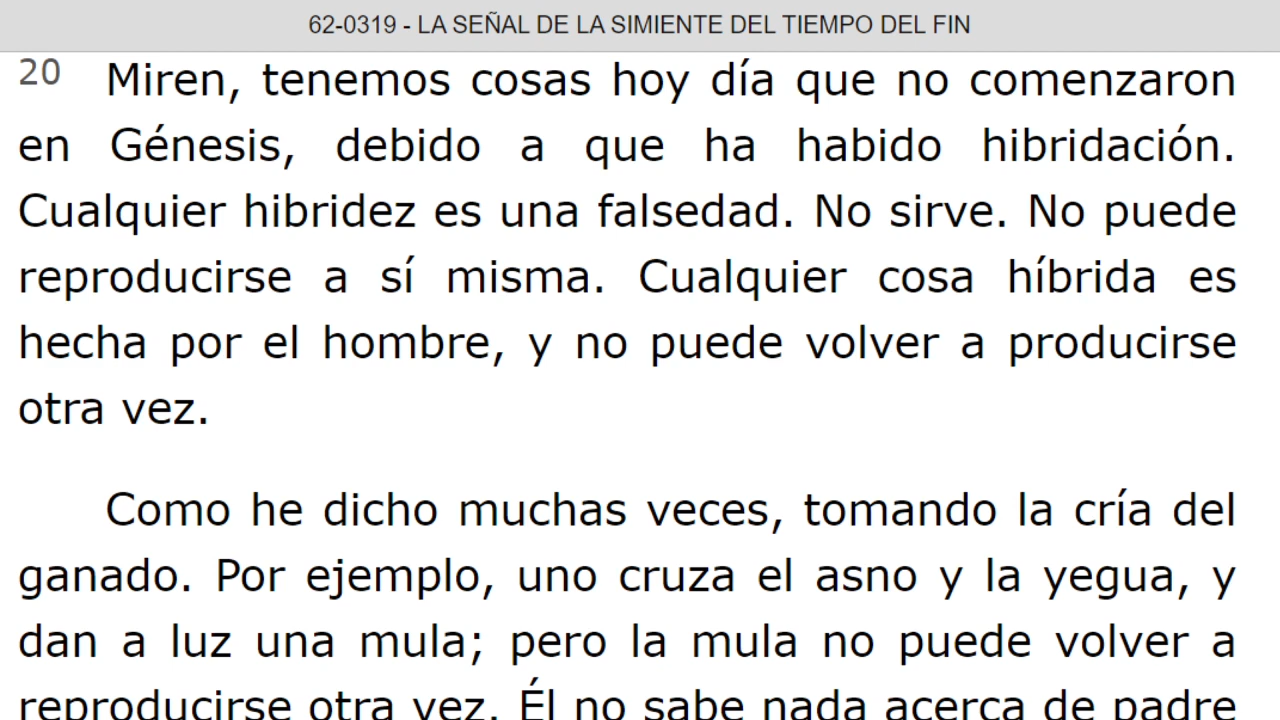 62-0319 - LA SEÑAL DE LA SIMIENTE DEL TIEMPO DEL FIN
20 Miren, tenemos cosas hoy día que no comenzaron
en Génesis, debido a que ha habido hibridación.
Cualquier hibridez es una falsedad. No sirve. No puede
reproducirse a sí misma. Cualquier cosa híbrida es
hecha por el hombre, y no puede volver a producirse
otra vez.
Como he dicho muchas veces, tomando la cría del
ganado. Por ejemplo, uno cruza el asno y la yegua, y
dan a luz una mula; pero la mula no puede volver a
reproducirse otra vez. Él no sabe nada acerca de padre